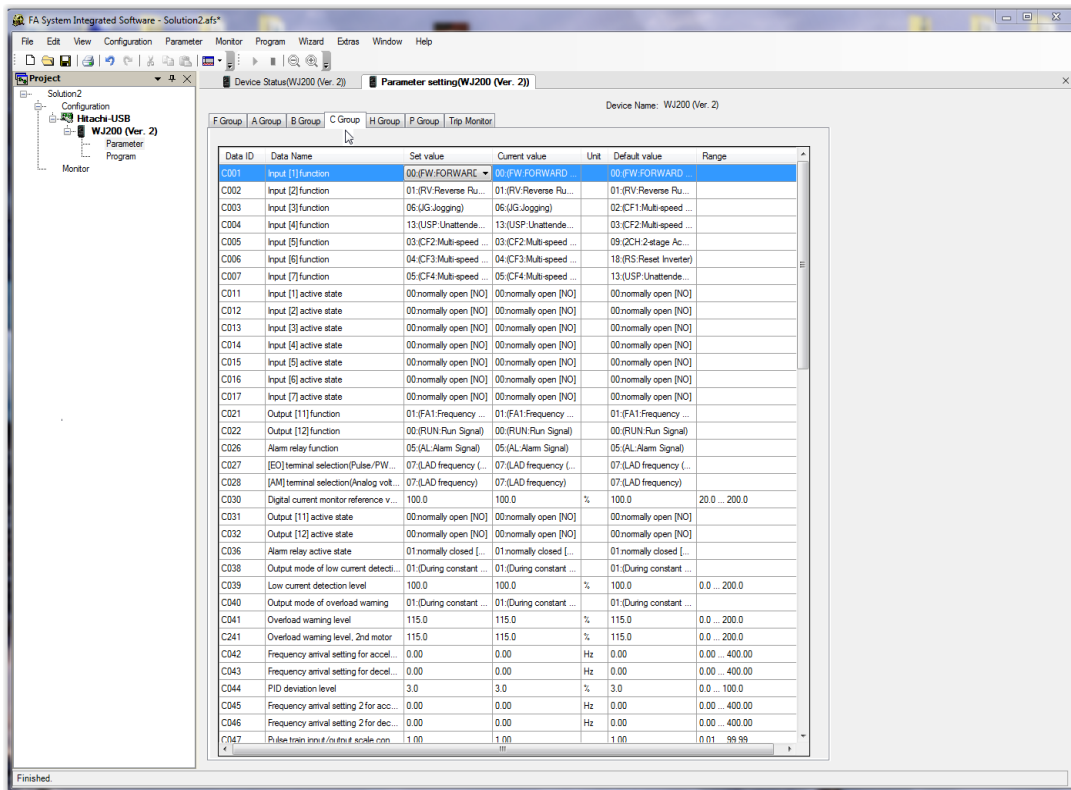 FA System Integrated Software - Solution2.afs*
File Edit View Configuration Parameter Monitor Program Wizard Extras Window Help
Project
Device Status(WJ200 (Ver. 2)) Parameter setting(WJ200 (Ver. 2))
Solution2
Configuration
Hitachi-USB
WJ200 (Ver. 2)
Parameter
Program
Monitor
Device Name: WJ200 (Ver. 2)
F Group A Group B Group C Group H Group P Group Trip Monitor
Data ID Data Name Set value Current value Unit Default value Range
C001 Input [1] function 00:(FW:FORWARD 00:(FW:FORWARD ... 00:(FW:FORWARD ...
C002 Input [2] function 01:(RV:Reverse Ru... 01:(RV:Reverse Ru... 01:(RV:Reverse Ru...
C003 Input [3] function 06:(JG:Jogging) 06:(JG:Jogging) 02:(CF1:Multi-speed ...
C004 Input [4] function 13:(USP:Unattende... 13:(USP:Unattende... 03:(CF2:Multi-speed ...
C005 Input [5] function 03:(CF2:Multi-speed ... 03:(CF2:Multi-speed ... 09:(2CH:2-stage Ac...
C006 Input [6] function 04:(CF3:Multi-speed ... 04:(CF3:Multi-speed ... 18:(RS:Reset Inverter)
C007 Input [7] function 05:(CF4:Multi-speed ... 05:(CF4:Multi-speed ... 13:(USP:Unattende...
C011 Input [1] active state 00:normally open [NO] 00:normally open [NO] 00:normally open [NO]
C012 Input [2] active state 00:normally open [NO] 00:normally open [NO] 00:normally open [NO]
C013 Input [3] active state 00:normally open [NO] 00:normally open [NO] 00:normally open [NO]
C014 Input [4] active state 00:normally open [NO] 00:normally open [NO] 00:normally open [NO]
C015 Input [5] active state 00:normally open [NO] 00:normally open [NO] 00:normally open [NO]
C016 Input [6] active state 00:normally open [NO] 00:normally open [NO] 00:normally open [NO]
C017 Input [7] active state 00:normally open [NO] 00:normally open [NO] 00:normally open [NO]
C021 Output [11] function 01:(FA1:Frequency ... 01:(FA1:Frequency ... 01:(FA1:Frequency ...
C022 Output [12] function 00:(RUN:Run Signal) 00:(RUN:Run Signal) 00:(RUN:Run Signal)
C026 Alarm relay function 05:(AL:Alarm Signal) 05:(AL:Alarm Signal) 05:(AL:Alarm Signal)
C027 [EO] terminal selection(Pulse/PW... 07:(LAD frequency (... 07:(LAD frequency (... 07:(LAD frequency (...
C028 [AM] terminal selection(Analog volt... 07:(LAD frequency) 07:(LAD frequency) 07:(LAD frequency)
C030 Digital current monitor reference v... 100.0 100.0 % 100.0 20.0 ... 200.0
C031 Output [11] active state 00:normally open [NO] 00:normally open [NO] 00:normally open [NO]
C032 Output [12] active state 00:normally open [NO] 00:normally open [NO] 00:normally open [NO]
C036 Alarm relay active state 01:normally closed [... 01:normally closed [... 01:normally closed [...
C038 Output mode of low current detecti... 01:(During constant ... 01:(During constant ... 01:(During constant ...
C039 Low current detection level 100.0 100.0 % 100.0 0.0 ... 200.0
C040 Output mode of overload warning 01:(During constant ... 01:(During constant ... 01:(During constant ...
C041 Overload warning level 115.0 115.0 % 115.0 0.0 ... 200.0
C241 Overload warning level, 2nd motor 115.0 115.0 % 115.0 0.0 ... 200.0
C042 Frequency arrival setting for accel... 0.00 0.00 Hz 0.00 0.00 ... 400.00
C043 Frequency arrival setting for decel... 0.00 0.00 Hz 0.00 0.00 ... 400.00
C044 PID deviation level 3.0 3.0 % 3.0 0.0 ... 100.0
C045 Frequency arrival setting 2 for acc... 0.00 0.00 Hz 0.00 0.00 ... 400.00
C046 Frequency arrival setting 2 for dec... 0.00 0.00 Hz 0.00 0.00 ... 400.00
C047 Pulse train input/output scale con... 1.00 1.00 1.00 0.01 ... 99.99
Finished.